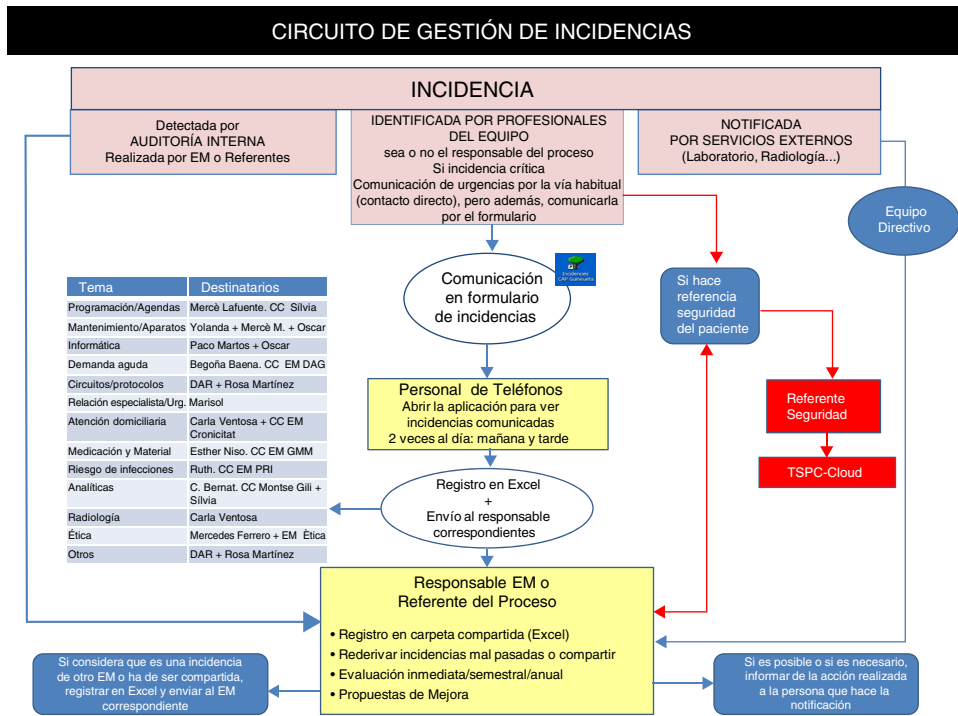 CIRCUITO DE GESTIÓN DE INCIDENCIAS
INCIDENCIA
Detectada por
AUDITORÍA INTERNA
Realizada por EM o Referentes
IDENTIFICADA POR PROFESIONALES
DEL EQUIPO
sea o no el responsable del proceso
Si incidencia crítica
Comunicación de urgencias por la vía habitual
(contacto directo), pero además, comunicarla
por el formulario
NOTIFICADA
POR SERVICIOS EXTERNOS
(Laboratorio, Radiología...)
Equipo
Directivo
Comunicación
en formulario
de incidencias
Incidencies
CAP Guineueta
Si hace
referencia
seguridad
del paciente
Tema Destinatarios
Programación/Agendas Mercè Lafuente. CC Sílvia
Mantenimiento/Aparatos Yolanda + Mercè M. + Oscar
Informática Paco Martos + Oscar
Demanda aguda Begoña Baena. CC EM DAG
Circuitos/protocolos DAR + Rosa Martínez
Relación especialista/Urg. Marisol
Atención domiciliaria Carla Ventosa + CC EM
Cronicitat
Medicación y Material Esther Niso. CC EM GMM
Riesgo de infecciones Ruth. CC EM PRI
Analíticas C. Bernat. CC Montse Gili +
Sílvia
Radiología Carla Ventosa
Ética Mercedes Ferrero + EM Ètica
Otros DAR + Rosa Martínez
Personal de Teléfonos
Abrir la aplicación para ver
incidencias comunicadas
2 veces al día: mañana y tarde
Referente
Seguridad
TSPC-Cloud
Registro en Excel
+
Envío al responsable
correspondientes
Responsable EM o
Referente del Proceso
• Registro en carpeta compartida (Excel)
• Rederivar incidencias mal pasadas o compartir
• Evaluación inmediata/semestral/anual
• Propuestas de Mejora
Si considera que es una incidencia
de otro EM o ha de ser compartida,
registrar en Excel y enviar al EM
correspondiente
Si es posible o si es necesario,
informar de la acción realizada
a la persona que hace la
notificación